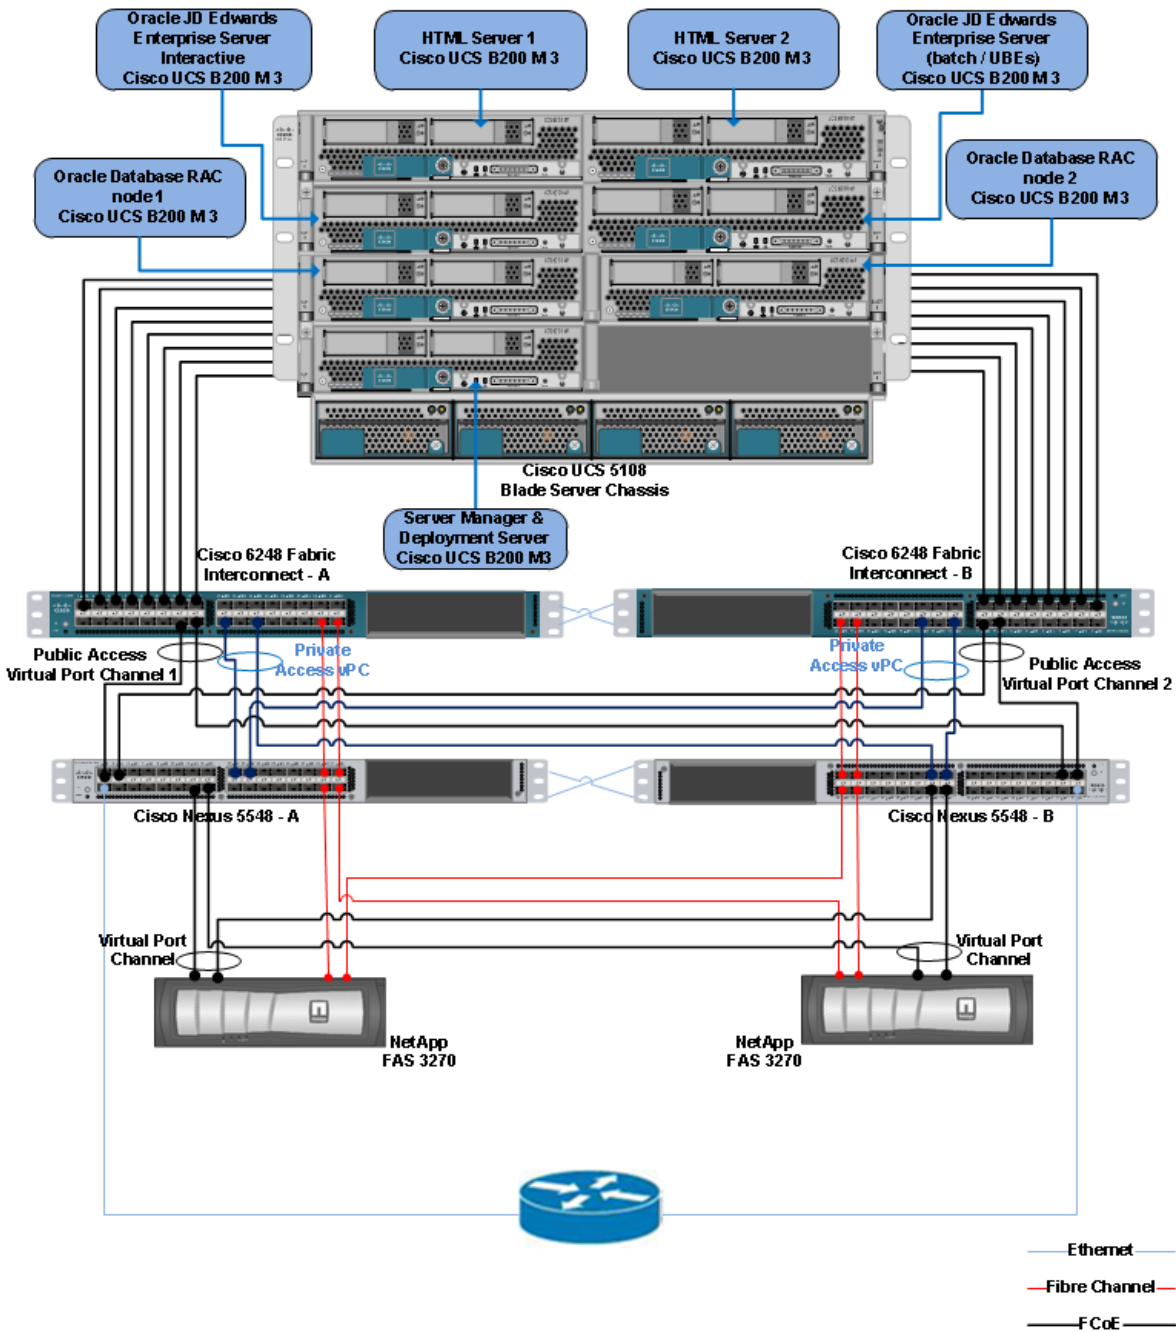 Oracle JD Edwards
Enterprise Server
Interactive
Cisco UCS B200 M3
HTML Server 1
Cisco UCS B200 M3
HTML Server 2
Cisco UCS B200 M3
Oracle JD Edwards
Enterprise Server
(batch / UBEs)
Cisco UCS B200 M3
Oracle Database RAC
node 1
Cisco UCS B200 M3
Oracle Database RAC
node 2
Cisco UCS B200 M3
Cisco UCS 5108
Blade Server Chassis
Server Manager &
Deployment Server
Cisco UCS B200 M3
Cisco 6248 Fabric
Interconnect - A
Cisco 6248 Fabric
Interconnect - B
Public Access
Virtual Port Channel 1
Private
Access vPC
Private
Access vPC
Public Access
Virtual Port Channel 2
Cisco Nexus 5548 - A
Cisco Nexus 5548 - B
Virtual Port
Channel
Virtual Port
Channel
NetApp
FAS 3270
NetApp
FAS 3270
Ethernet
Fibre Channel
FCoE